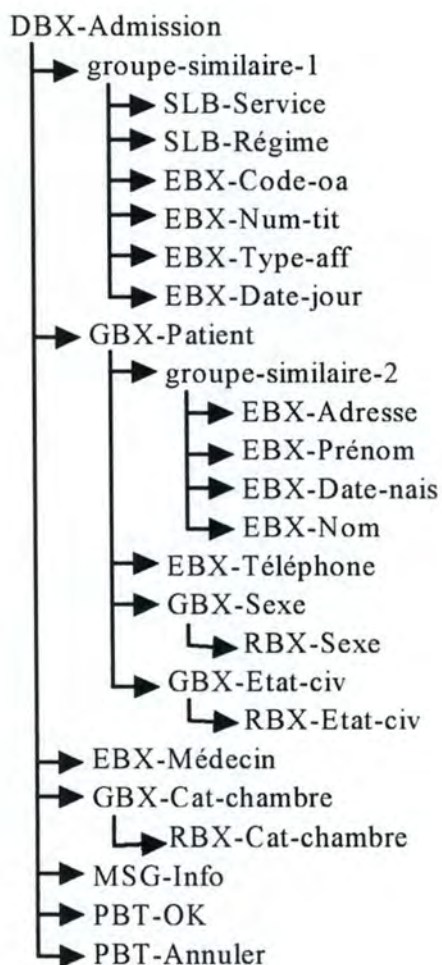 DBX-Admission
groupe-similaire-1
SLB-Service
SLB-Régime
EBX-Code-oa
EBX-Num-tit
EBX-Type-aff
EBX-Date-jour
GBX-Patient
groupe-similaire-2
EBX-Adresse
EBX-Prénom
EBX-Date-nais
EBX-Nom
EBX-Téléphone
GBX-Sexe
RBX-Sexe
GBX-Etat-civ
RBX-Etat-civ
EBX-Médecin
GBX-Cat-chambre
RBX-Cat-chambre
MSG-Info
PBT-OK
PBT-Annuler